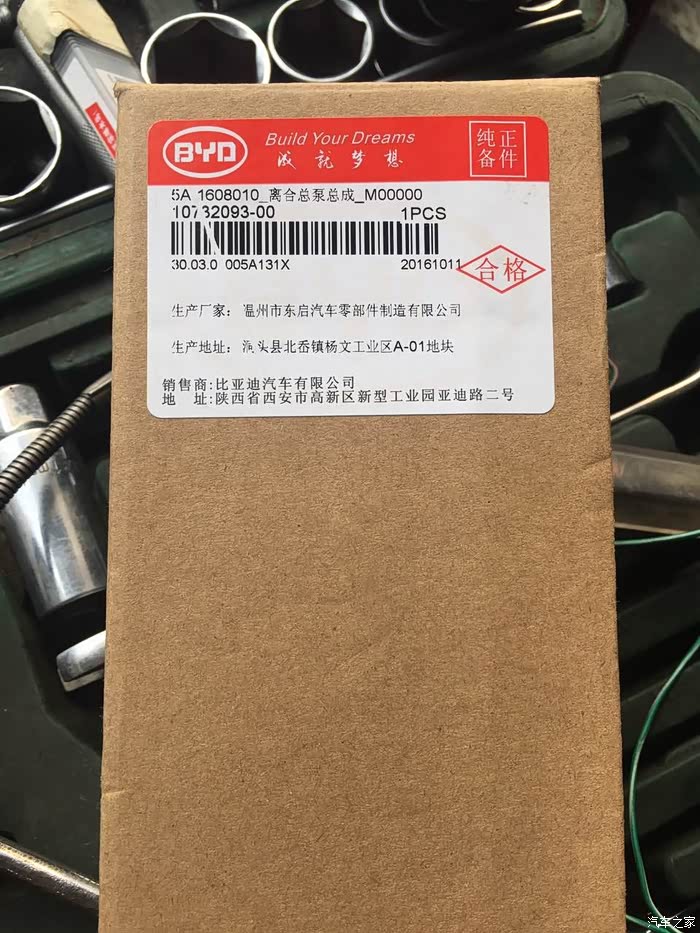 BYD
Build Your Dreams
成就梦想
纯正
备件
5A 1608010_离合总泵总成_M00000
10732093-00 1PCS
30.03.0 005A131X 20161011
合格
生产厂家: 温州市东启汽车零部件制造有限公司
生产地址: 洞头县北岙镇杨文工业区A-01地块
销售商:比亚迪汽车有限公司
地 址:陕西省西安市高新区新型工业园亚迪路二号
汽车之家